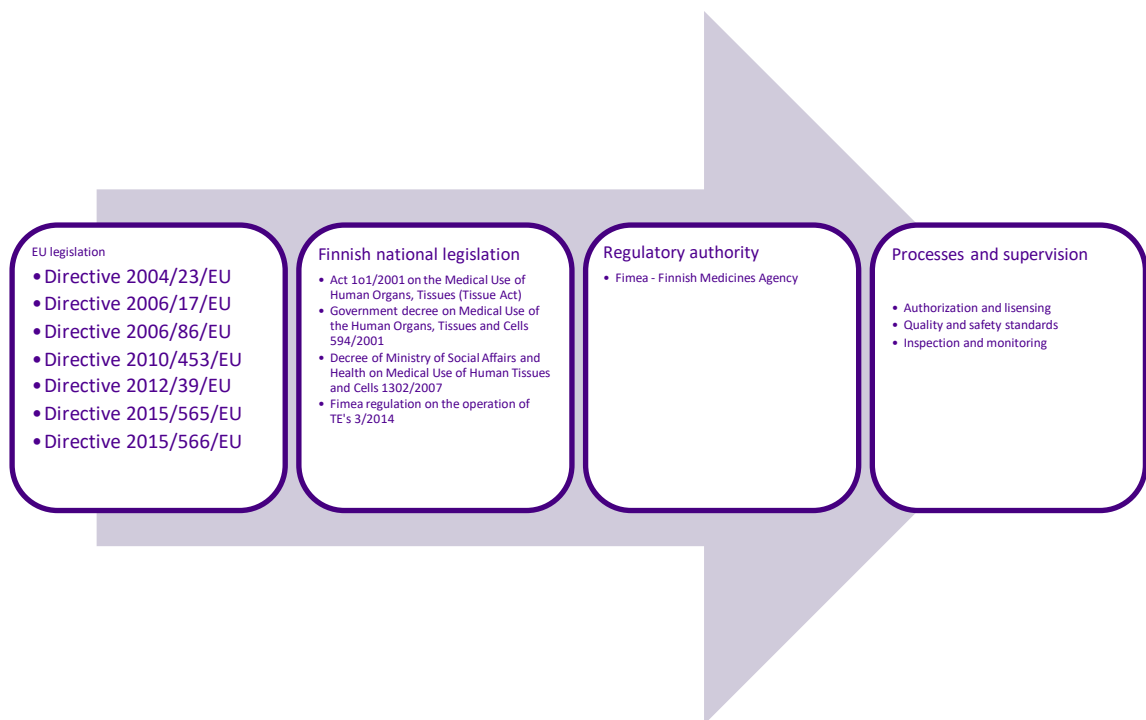 EU legislation
• Directive 2004/23/EU
• Directive 2006/17/EU
• Directive 2006/86/EU
• Directive 2010/453/EU
• Directive 2012/39/EU
• Directive 2015/565/EU
• Directive 2015/566/EU
Finnish national legislation
• Act 1o1/2001 on the Medical Use of
Human Organs, Tissues (Tissue Act)
• Government decree on Medical Use of
the Human Organs, Tissues and Cells
594/2001
• Decree of Ministry of Social Affairs and
Health on Medical Use of Human Tissues
and Cells 1302/2007
• Fimea regulation on the operation of
TE's 3/2014
Regulatory authority
• Fimea - Finnish Medicines Agency
Processes and supervision
• Authorization and lisensing
• Quality and safety standards
• Inspection and monitoring